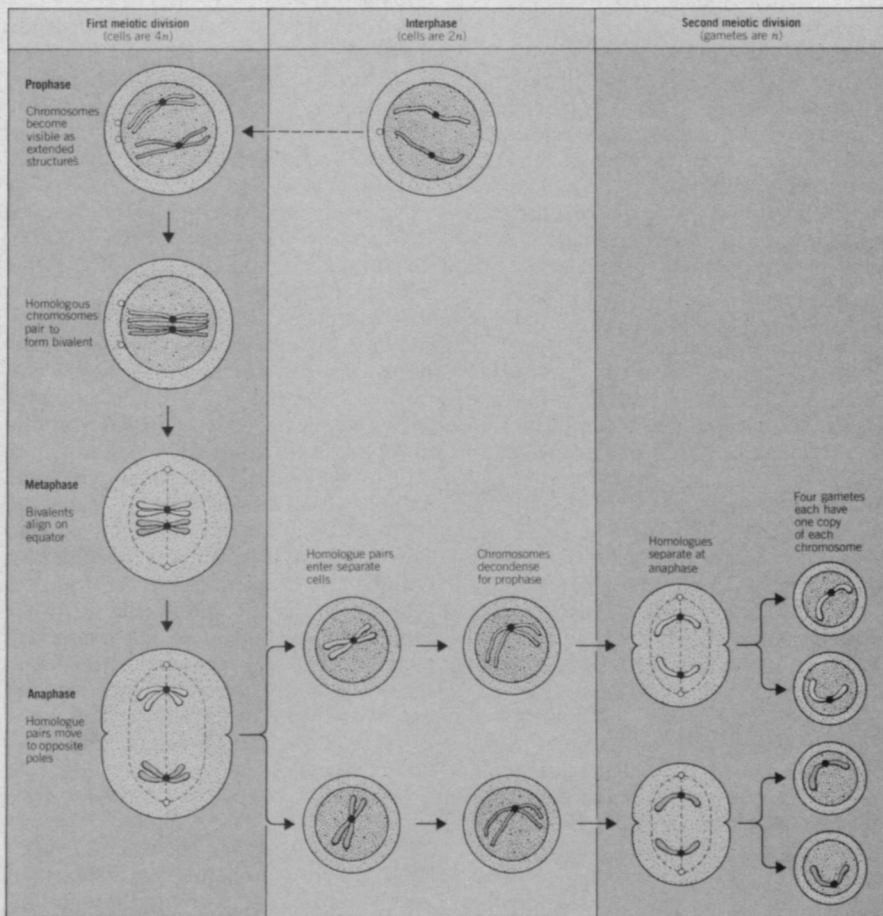 First meiotic division
(cells are 4n)
Interphase
(cells are 2n)
Second meiotic division
(gametes are n)
Prophase
Chromosomes
become
visible as
extended
structures
Homologous
chromosomes
pair to
form bivalent
Metaphase
Bivalents
align on
equator
Anaphase
Homologue
pairs move
to opposite
poles
Homologue pairs
enter separate
cells
Chromosomes
decondense
for prophase
Homologues
separate at
anaphase
Four gametes
each have
one copy
of each
chromosome